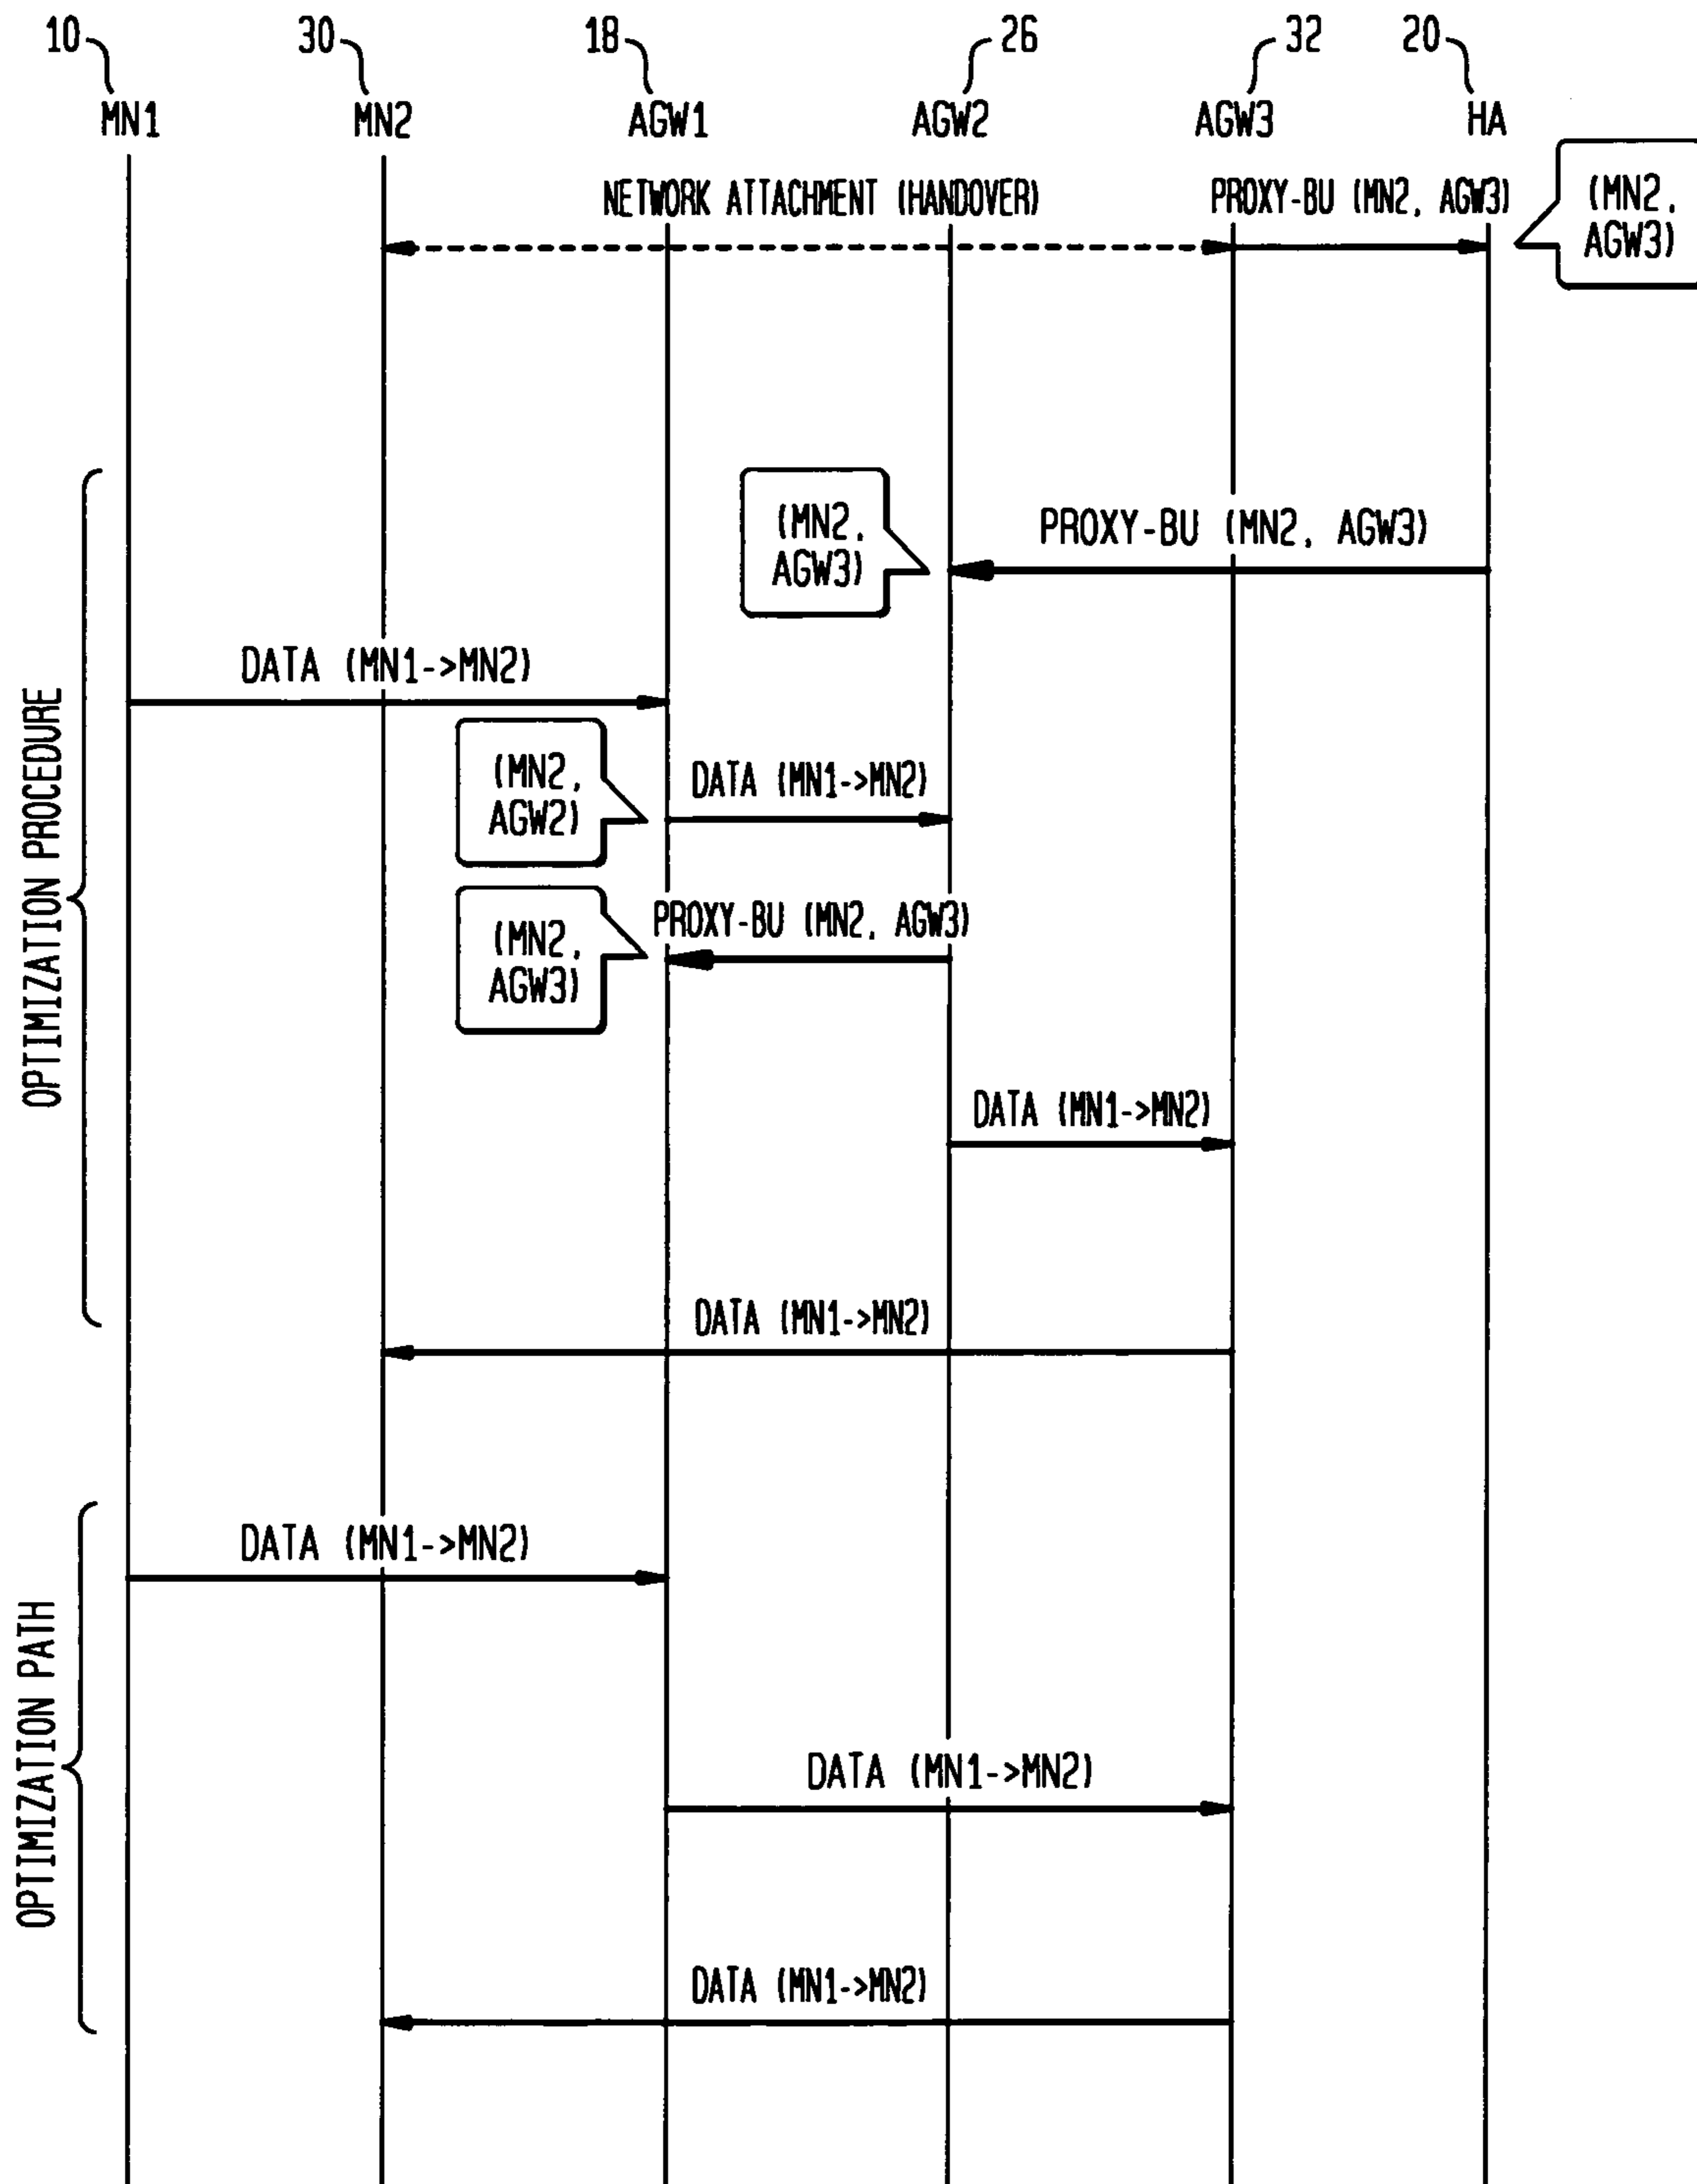 10 30 18 26 32 20
MN1 MN2 AGW1 AGW2 AGW3 HA
NETWORK ATTACHMENT (HANDOVER) PROXY-BU (MN2, AGW3)
(MN2,
AGW3)
OPTIMIZATION PROCEDURE
(MN2,
AGW3)
PROXY-BU (MN2, AGW3)
DATA (MN1->MN2)
(MN2,
AGW2)
DATA (MN1->MN2)
(MN2,
AGW3)
PROXY-BU (MN2, AGW3)
DATA (MN1->MN2)
DATA (MN1->MN2)
OPTIMIZATION PATH
DATA (MN1->MN2)
DATA (MN1->MN2)
DATA (MN1->MN2)